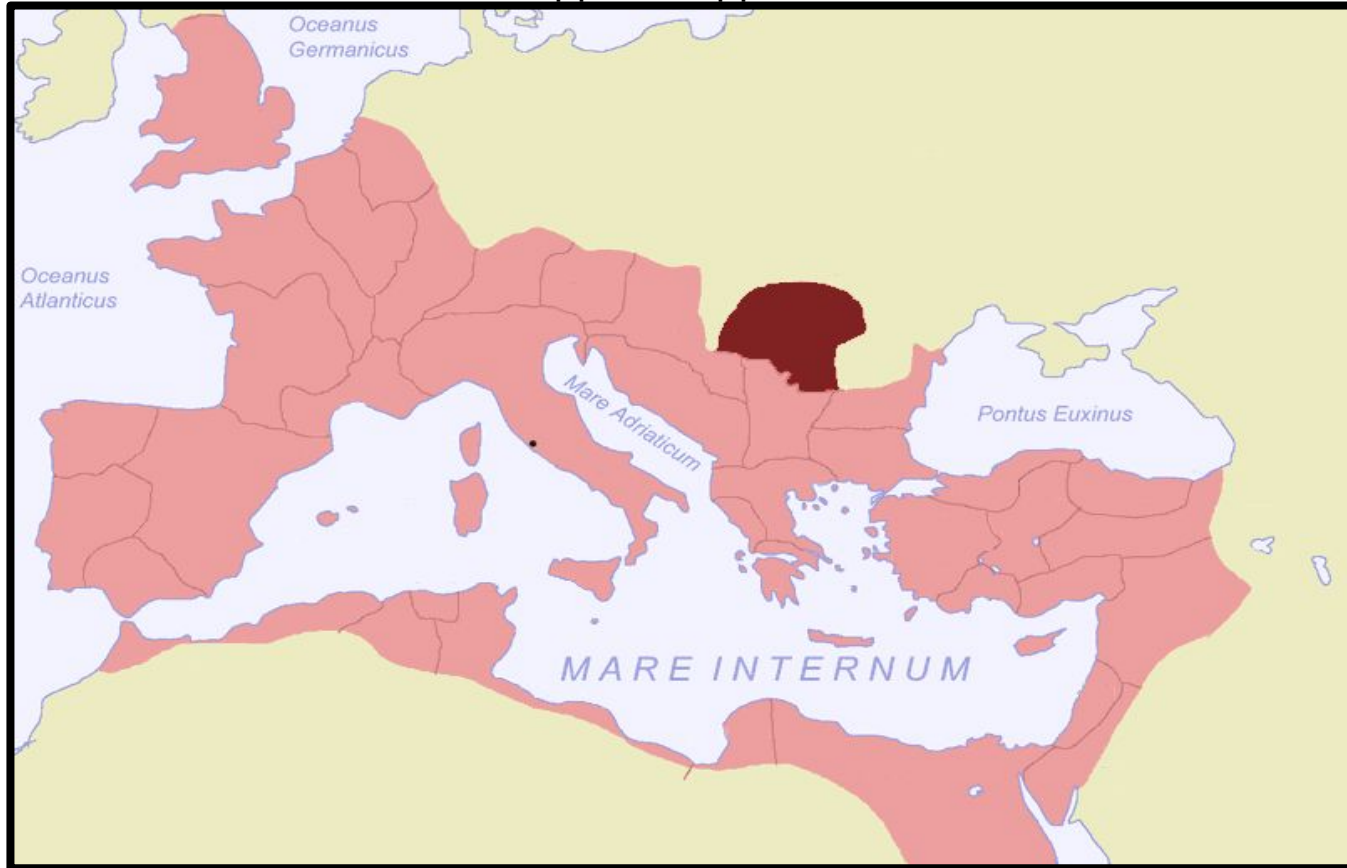 Oceanus
Germanicus
Oceanus
Atlanticus
Mare Adriaticum
Pontus Euxinus
MARE INTERNUM